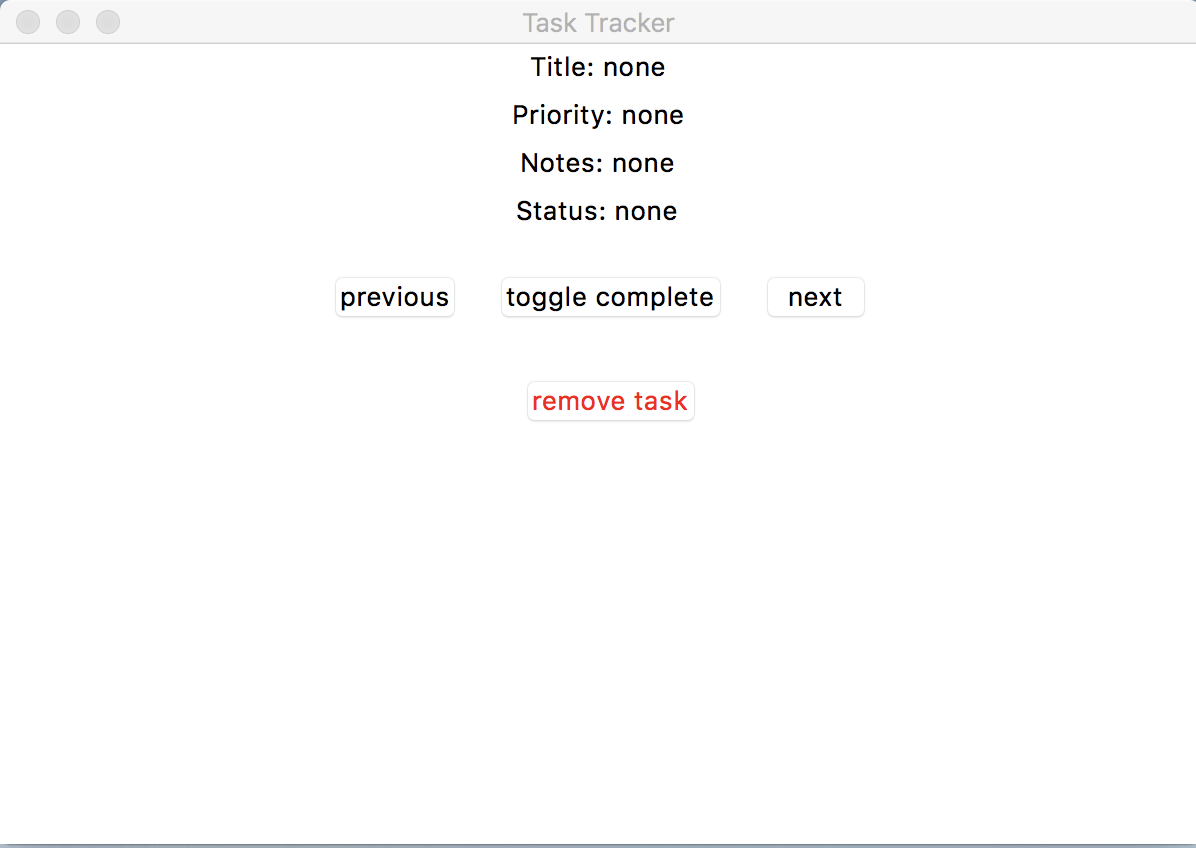 Task Tracker
Title: none
Priority: none
Notes: none
Status: none
previous toggle complete next
remove task